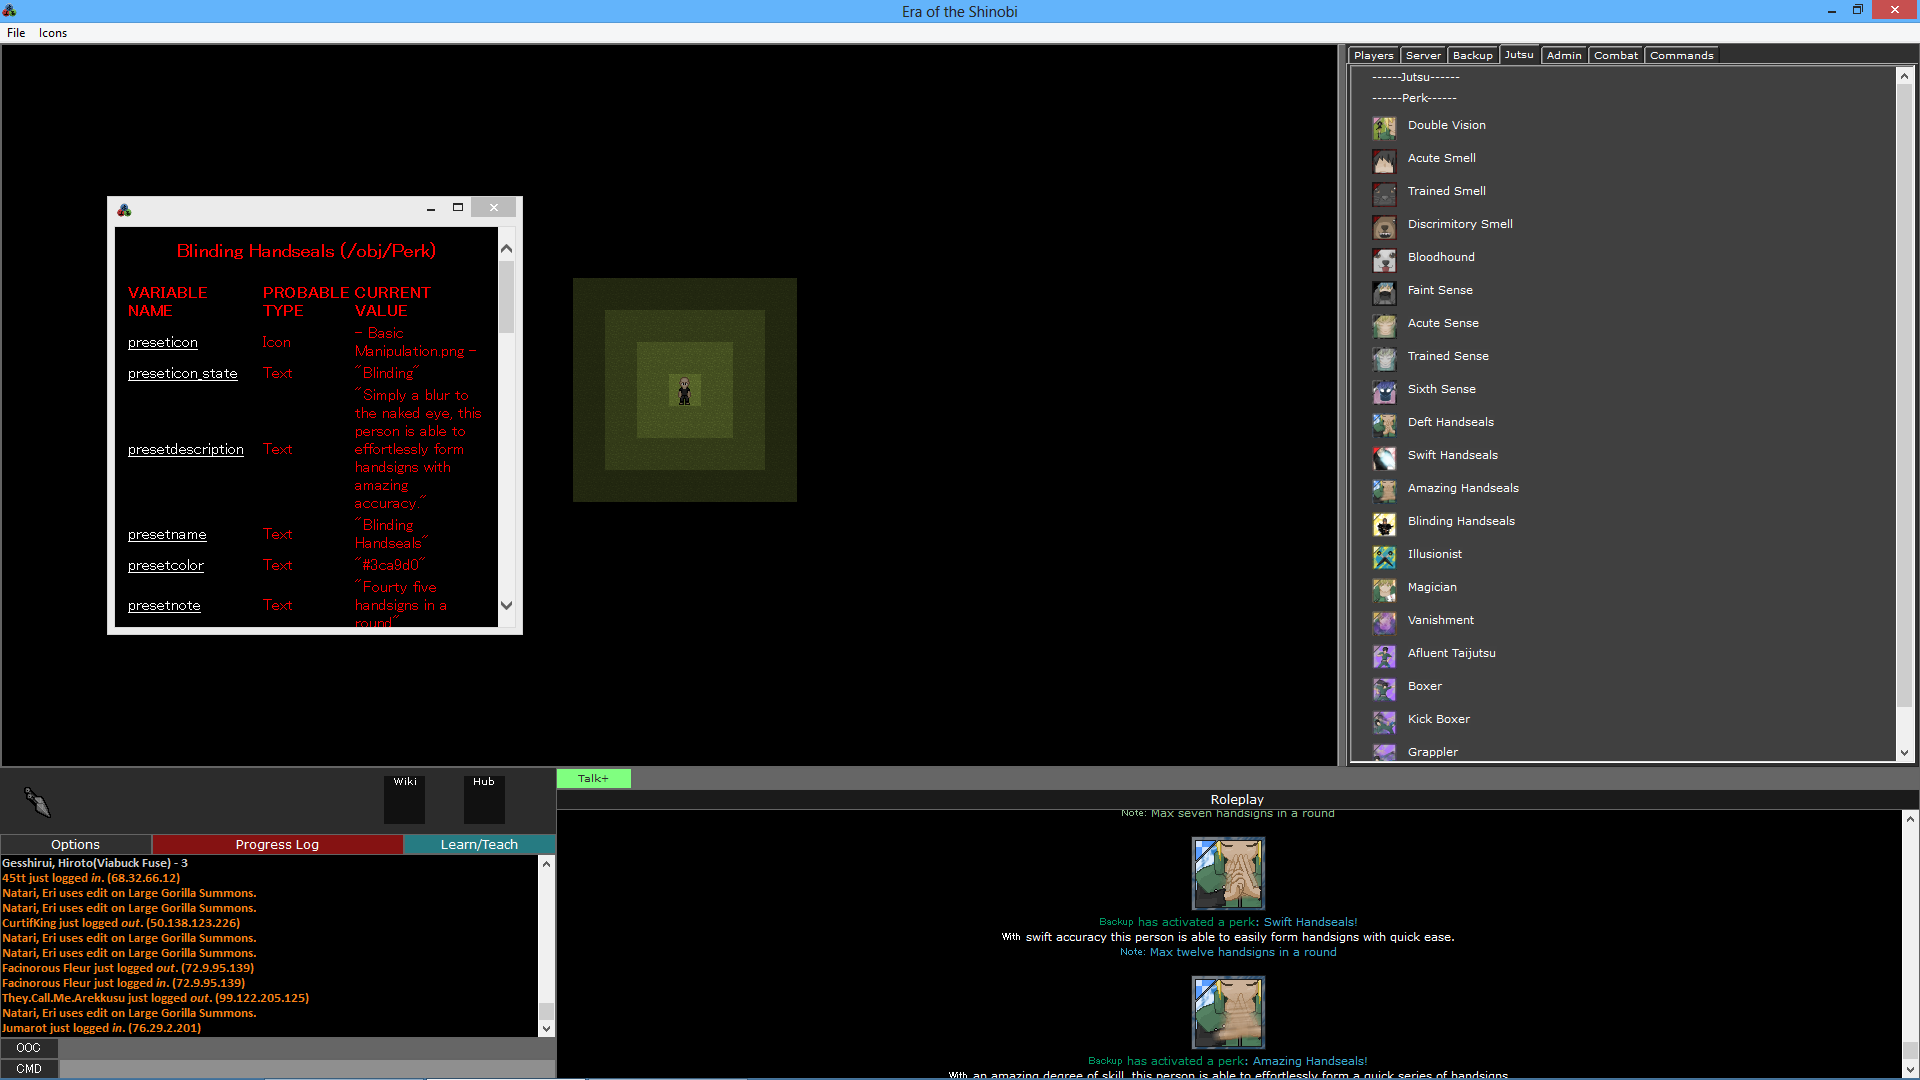 Era of the Shinobi
File Icons
Players Server Backup Jutsu Admin Combat Commands
------Jutsu------
------Perk------
Double Vision
Acute Smell
Trained Smell
Discrimitory Smell
Bloodhound
Faint Sense
Acute Sense
Trained Sense
Sixth Sense
Deft Handseals
Swift Handseals
Amazing Handseals
Blinding Handseals
Illusionist
Magician
Vanishment
Afluent Taijutsu
Boxer
Kick Boxer
Grappler
Blinding Handseals (/obj/Perk)
VARIABLE NAME PROBABLE TYPE CURRENT VALUE
preseticon Icon - Basic Manipulation.png -
preseticon_state Text "Blinding"
presetdescription Text "Simply a blur to the naked eye, this person is able to effortlessly form handsigns with amazing accuracy."
presetname Text "Blinding Handseals"
presetcolor Text "#3ca9d0"
presetnote Text "Fourty five handsigns in a round"
Wiki Hub
Options Progress Log Learn/Teach
Gesshirui, Hiroto(Viabuck Fuse) - 3
45tt just logged in. (68.32.66.12)
Natari, Eri uses edit on Large Gorilla Summons.
Natari, Eri uses edit on Large Gorilla Summons.
CurtifKing just logged out. (50.138.123.226)
Natari, Eri uses edit on Large Gorilla Summons.
Natari, Eri uses edit on Large Gorilla Summons.
Facinorous Fleur just logged out. (72.9.95.139)
Facinorous Fleur just logged in. (72.9.95.139)
They.Call.Me.Arekkusu just logged out. (99.122.205.125)
Natari, Eri uses edit on Large Gorilla Summons.
Jumarot just logged in. (76.29.2.201)
OOC
CMD
Talk+
Roleplay
Note: Max seven handsigns in a round
Backup has activated a perk: Swift Handseals!
With swift accuracy this person is able to easily form handsigns with quick ease.
Note: Max twelve handsigns in a round
Backup has activated a perk: Amazing Handseals!
With an amazing degree of skill, this person is able to effortlessly form a quick series of handsigns